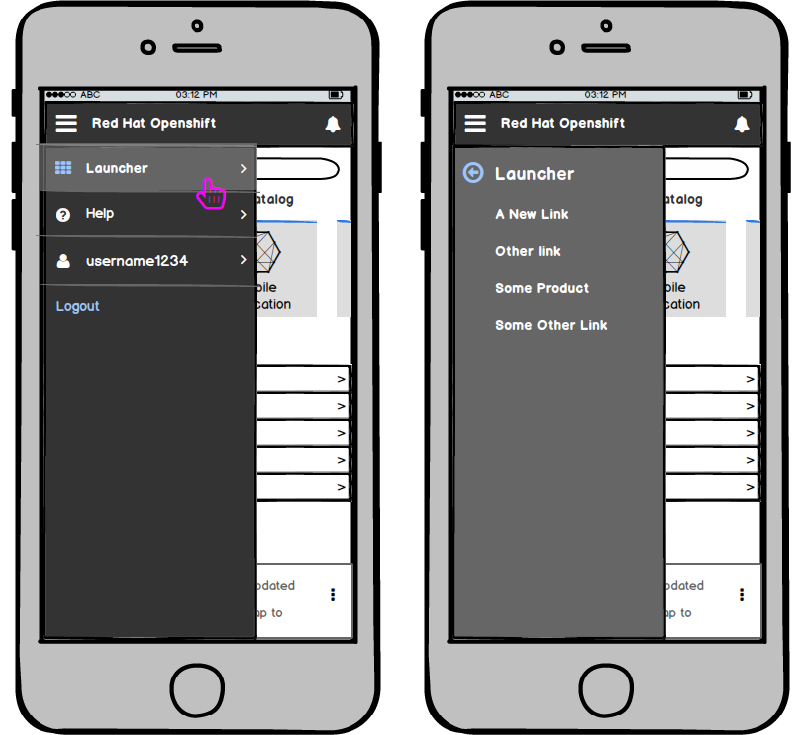 ABC 03:12 PM
Red Hat Openshift
Launcher >
atalog
Help >
username1234 >
bile
cation
Logout
>
>
>
>
>
pdated
ap to
ABC 03:12 PM
Red Hat Openshift
Launcher
atalog
A New Link
Other link
bile
Some Product
cation
Some Other Link
>
>
>
>
>
pdated
ap to